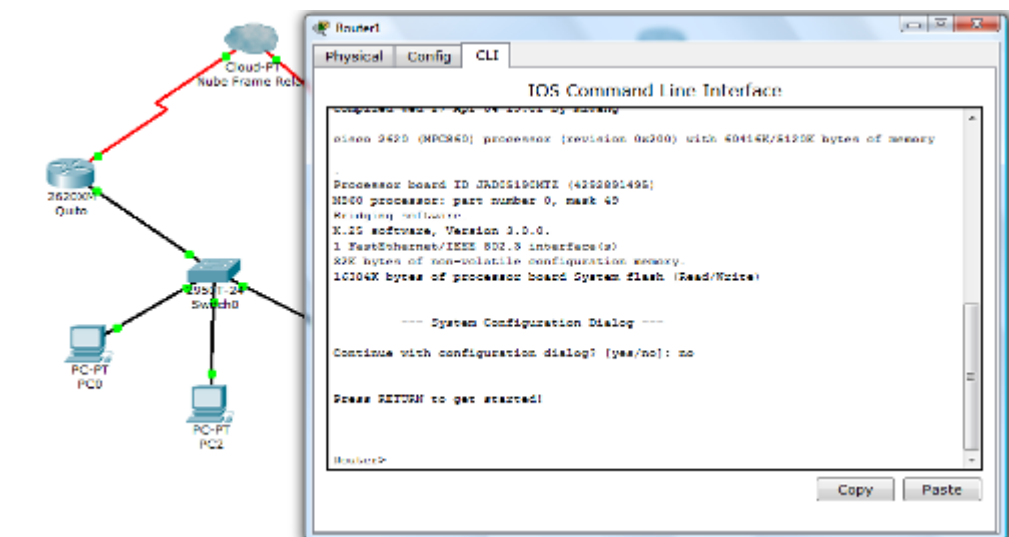 Router1
Physical Config CLI
IOS Command Line Interface
cisco 2620 (MPC860) processor (revision 0x200) with 60416K/5120K bytes of memory
.
Processor board ID
M860 processor: part number 0, mask 49
Bridging software.
X.25 software, Version 3.0.0.
1 FastEthernet/IEEE 802.3 interface(s)
32K bytes of non-volatile configuration memory.
16384K bytes of processor board System flash (Read/Write)
--- System Configuration Dialog ---
Continue with configuration dialog? [yes/no]: no
Press RETURN to get started!
Router>
Copy Paste
Cloud-PT
Nube Frame
Quito
Switch0
PC-PT
PC0
PC-PT
PC2